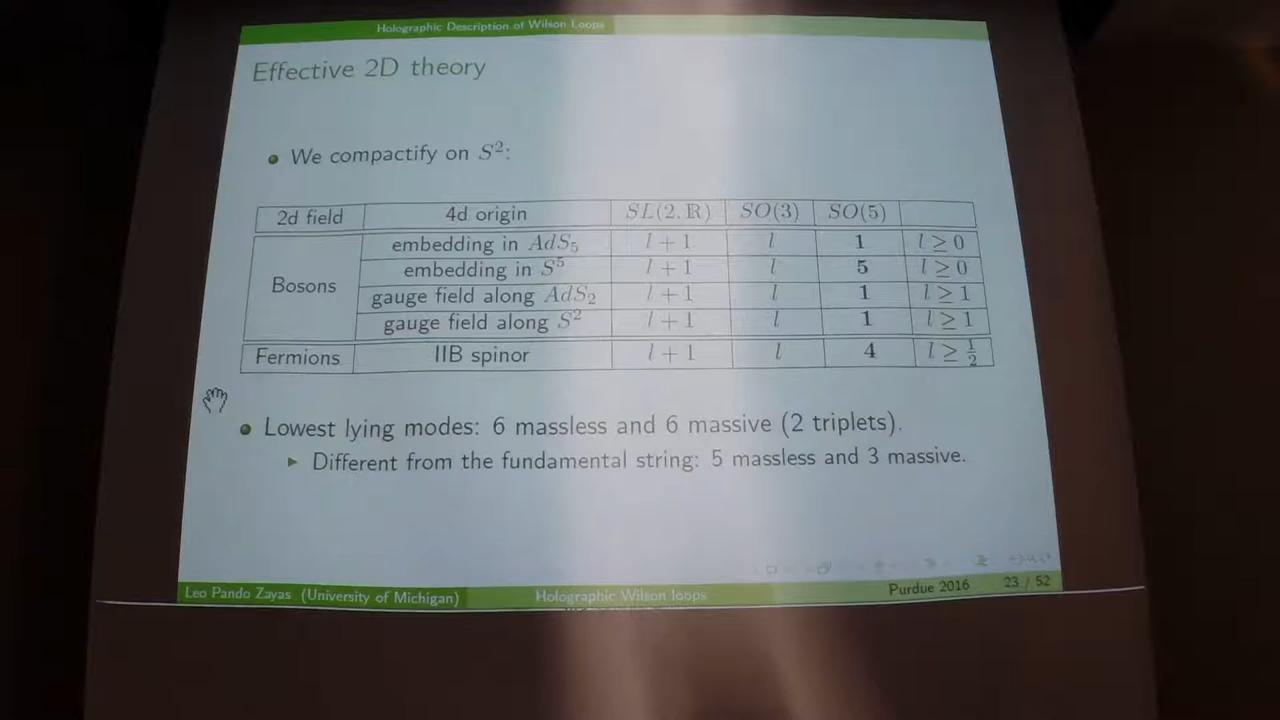 Holographic Description of Wilson Loops
Effective 2D theory
We compactify on S²:
2d field 4d origin SL(2,ℝ) SO(3) SO(5)
Bosons
embedding in AdS₅ l + 1 l 1 l ≥ 0
embedding in S⁵ l + 1 l 5 l ≥ 0
gauge field along AdS₂ l + 1 l 1 l ≥ 1
gauge field along S² l + 1 l 1 l ≥ 1
Fermions IIB spinor l + 1 l 4 l ≥ 1/2
Lowest lying modes: 6 massless and 6 massive (2 triplets).
Different from the fundamental string: 5 massless and 3 massive.
Leo Pando Zayas (University of Michigan) Holographic Wilson loops Purdue 2016 23 / 52